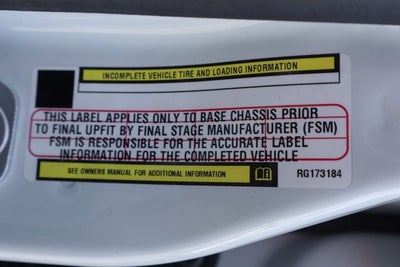 INCOMPLETE VEHICLE TIRE AND LOADING INFORMATION
THIS LABEL APPLIES ONLY TO BASE CHASSIS PRIOR
TO FINAL UPFIT BY FINAL STAGE MANUFACTURER (FSM)
FSM IS RESPONSIBLE FOR THE ACCURATE LABEL
INFORMATION FOR THE COMPLETED VEHICLE
SEE OWNERS MANUAL FOR ADDITIONAL INFORMATION
RG173184